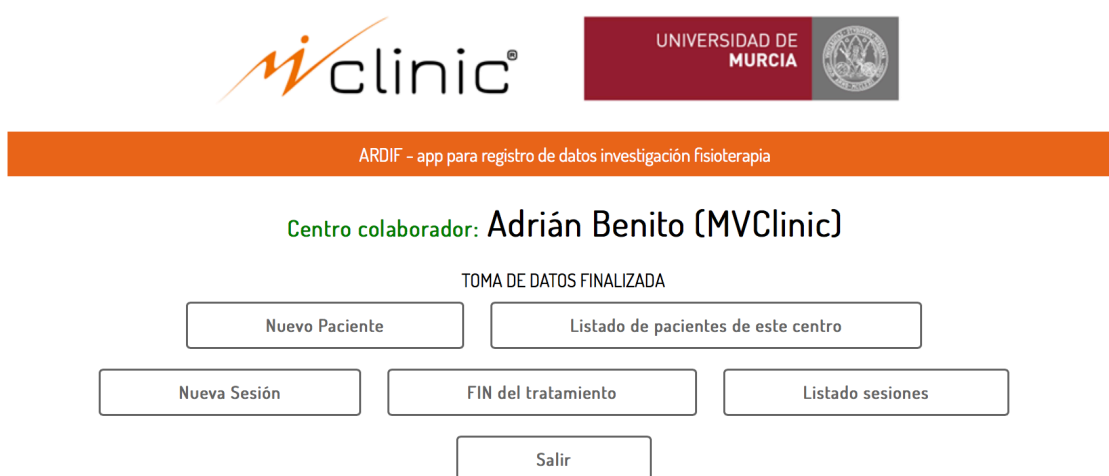 mvclinic®
UNIVERSIDAD DE
MURCIA
ARDIF - app para registro de datos investigación fisioterapia
Centro colaborador: Adrián Benito (MVClinic)
TOMA DE DATOS FINALIZADA
Nuevo Paciente
Listado de pacientes de este centro
Nueva Sesión
FIN del tratamiento
Listado sesiones
Salir